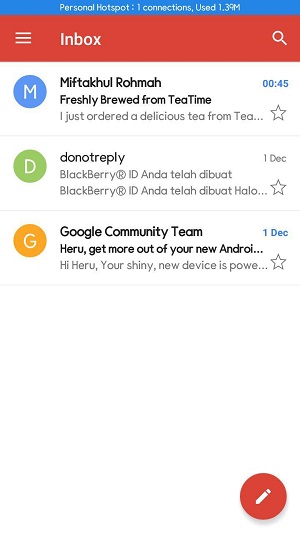 Personal Hotspot : 1 connections, Used 1.39M
Inbox
M
Miftakhul Rohmah
00:45
Freshly Brewed from TeaTime
I just ordered a delicious tea from Tea...
D
donotreply
1 Dec
BlackBerry® ID Anda telah dibuat
BlackBerry® ID Anda telah dibuat Halo...
G
Google Community Team
1 Dec
Heru, get more out of your new Androi...
Hi Heru, Your shiny, new device is powe...